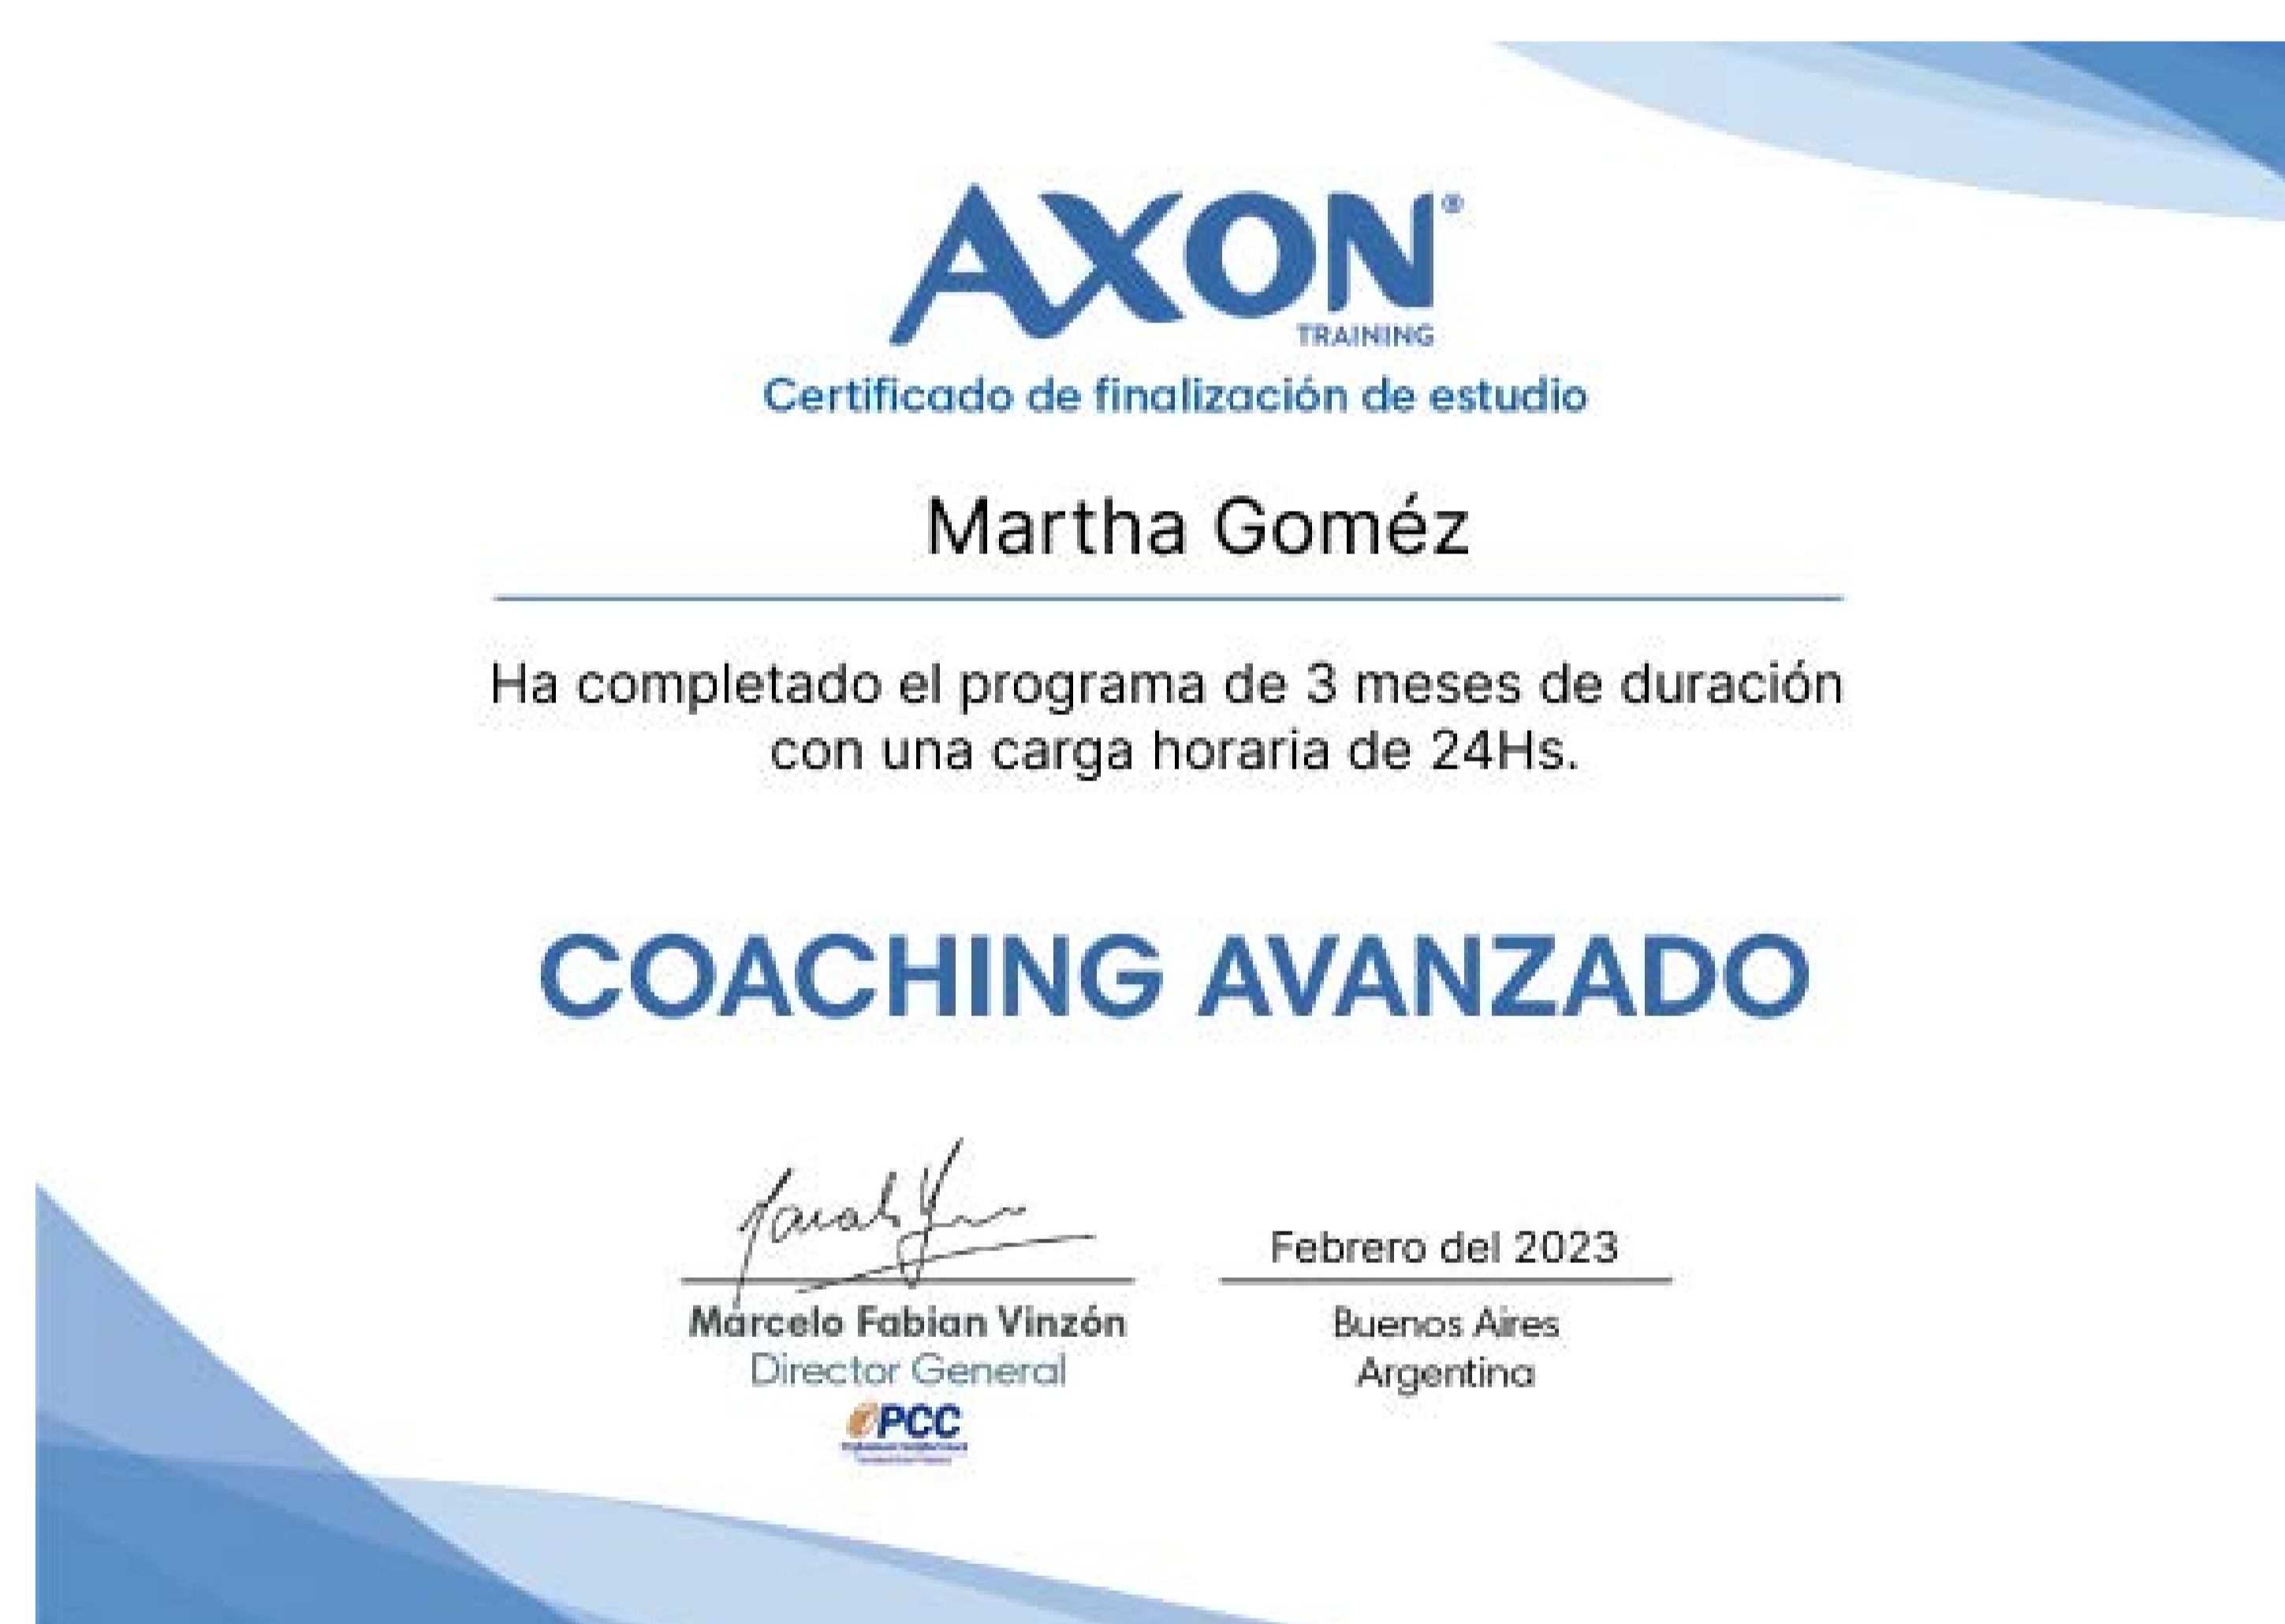 AXON®
TRAINING
Certificado de finalización de estudio
Martha Goméz
Ha completado el programa de 3 meses de duración
con una carga horaria de 24Hs.
COACHING AVANZADO
Febrero del 2023
Marcelo Fabian Vinzón
Director General
Buenos Aires
Argentina
PCC